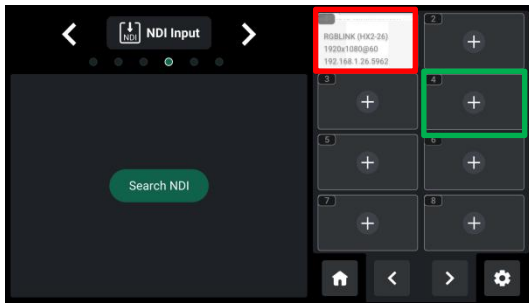 NDI
NDI Input
Search NDI
RGBLINK (HX2-26)
1920x1080@60
192.168.1.26.5962
2
3
4
5
6
7
8